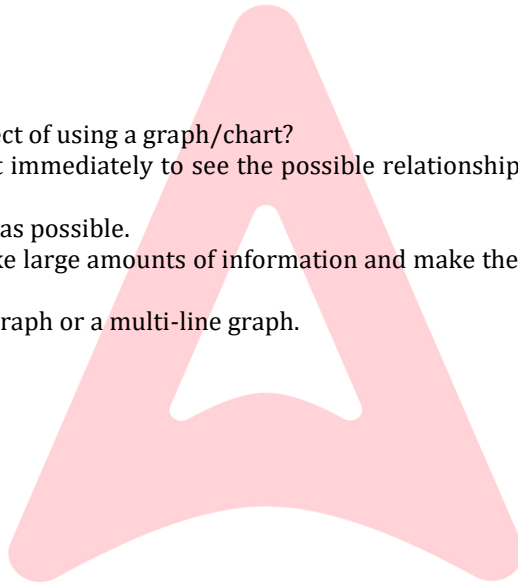 ect of using a graph/chart?
immediately to see the possible relationship
as possible.
ke large amounts of information and make the
raph or a multi-line graph.